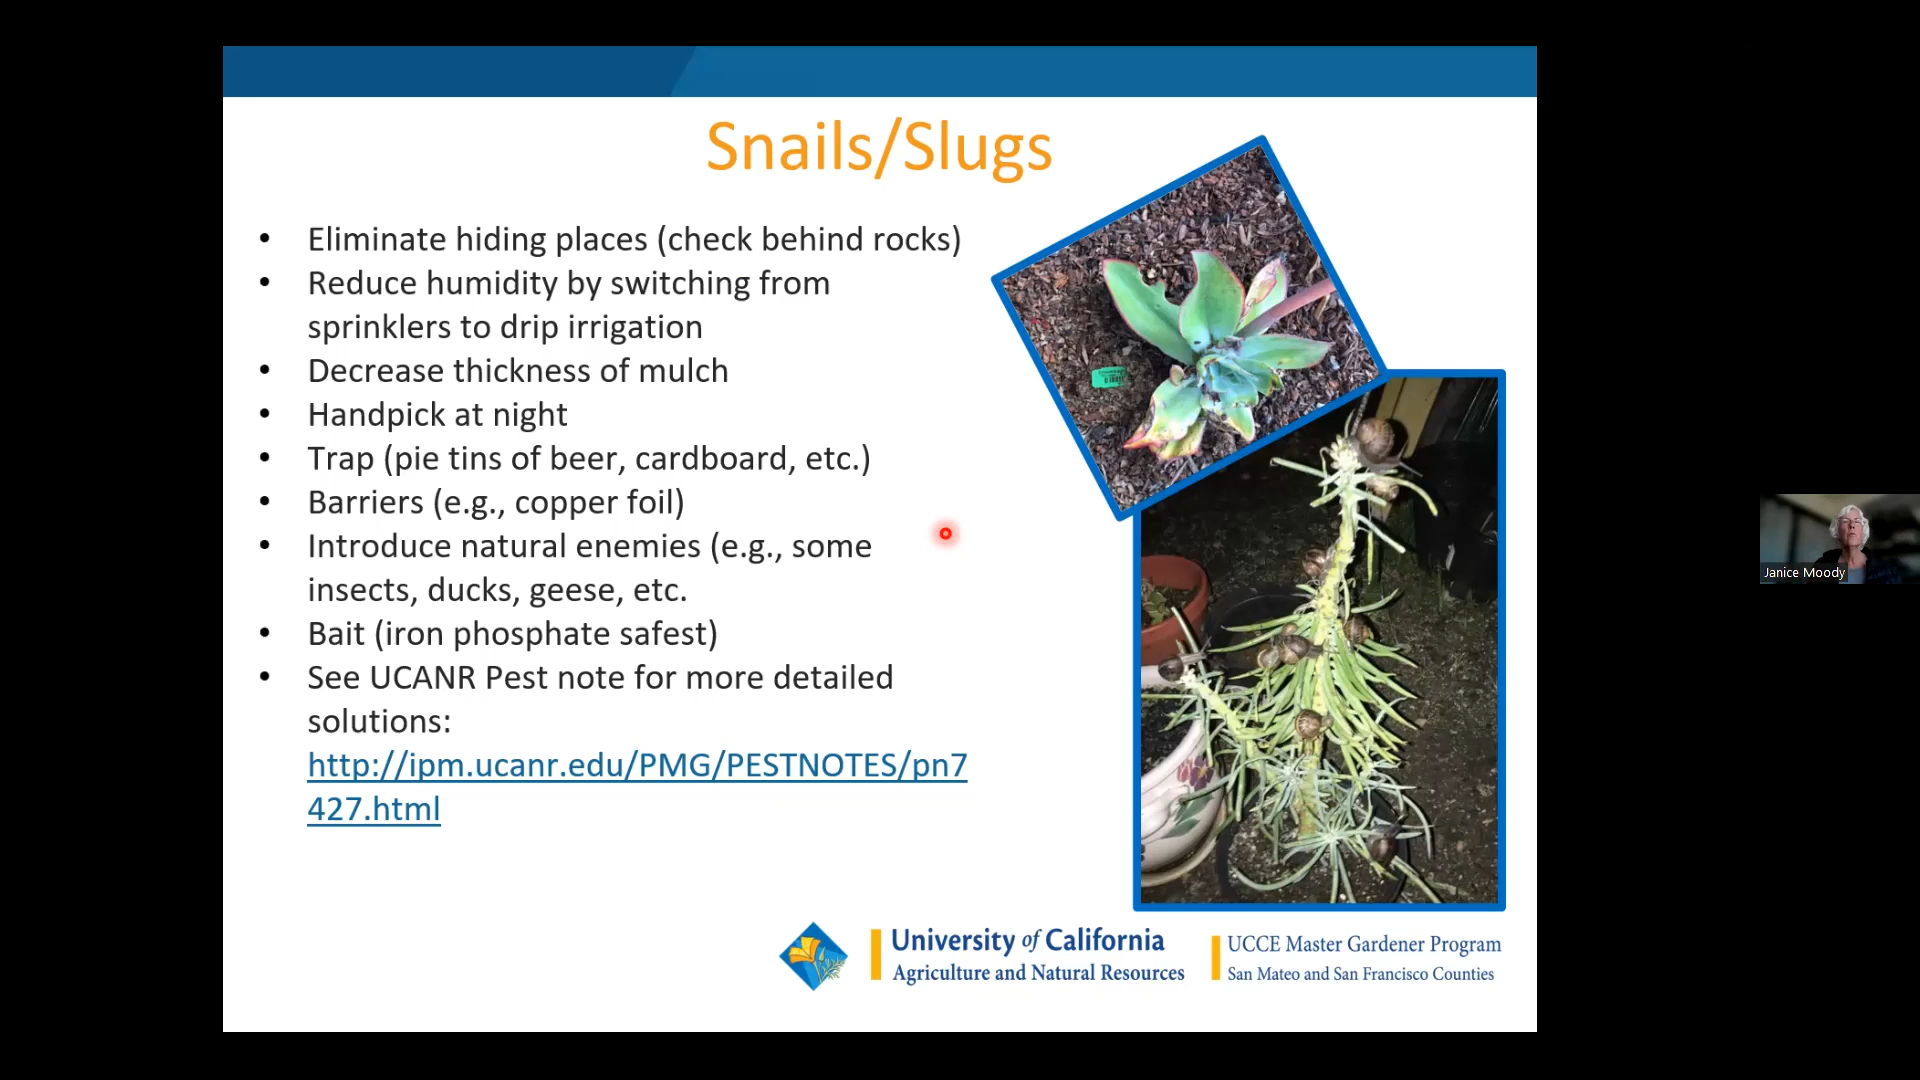 Snails/Slugs
• Eliminate hiding places (check behind rocks)
• Reduce humidity by switching from
sprinklers to drip irrigation
• Decrease thickness of mulch
• Handpick at night
• Trap (pie tins of beer, cardboard, etc.)
• Barriers (e.g., copper foil)
• Introduce natural enemies (e.g., some
insects, ducks, geese, etc.
• Bait (iron phosphate safest)
• See UCANR Pest note for more detailed
solutions:
http://ipm.ucanr.edu/PMG/PESTNOTES/pn7
427.html
University of California
Agriculture and Natural Resources
UCCE Master Gardener Program
San Mateo and San Francisco Counties
Janice Moody